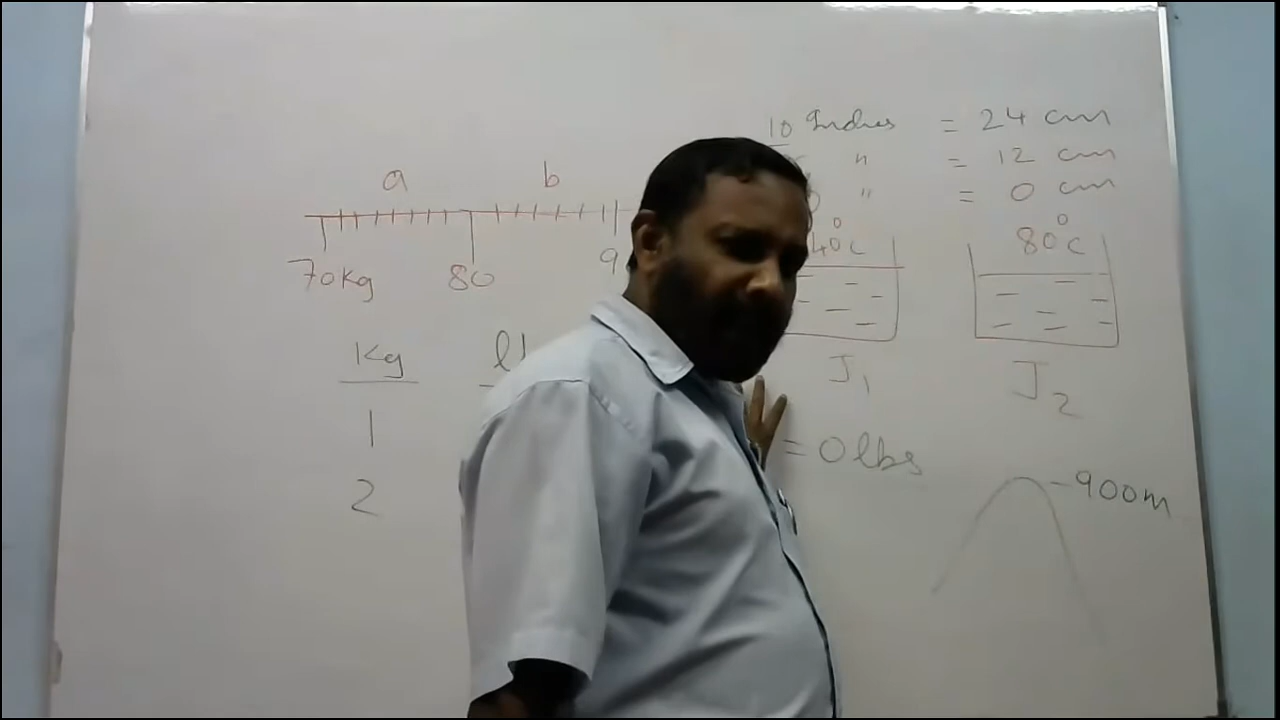 10 Inches = 24 cm
" = 12 cm
" = 0 cm
a b
70kg 80 9
40°c 80°c
J1 J2
Kg
1
2
= 0 lbs
900m